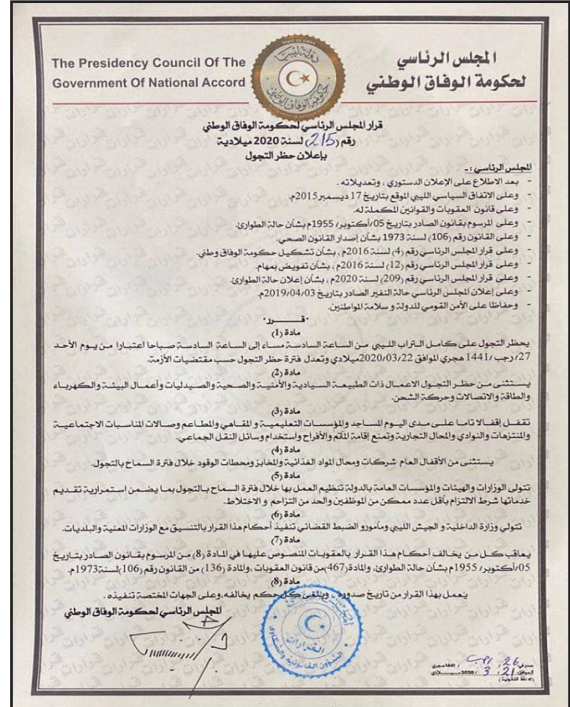 The Presidency Council Of The
Government Of National Accord
المجلس الرئاسي
لحكومة الوفاق الوطني
قرار المجلس الرئاسي لحكومة الوفاق الوطني
رقم (215) لسنة 2020 ميلادية
بإعلان حظر التجول
المجلس الرئاسي :ـ
- بعد الاطلاع على الإعلان الدستوري ، وتعديلاته .
- وعلى الاتفاق السياسي الليبي الموقع بتاريخ 17 ديسمبر 2015م.
- وعلى قانون العقوبات والقوانين المكملة له.
- وعلى المرسوم بقانون الصادر بتاريخ 05/أكتوبر/ 1955م بشأن حالة الطوارئ.
- وعلى القانون رقم (106) لسنة 1973 بشأن إصدار القانون الصحي.
- وعلى قرار المجلس الرئاسي رقم (4) لسنة 2016م ، بشأن تشكيل حكومة الوفاق وطني.
- وعلى قرار المجلس الرئاسي رقم (12) لسنة 2016م ، بشأن تفويض بمهام.
- وعلى قرار المجلس الرئاسي رقم (209) لسنة 2020م ، بشأن إعلان حالة الطوارئ.
- وعلى إعلان المجلس الرئاسي حالة النفير الصادر بتاريخ 2019/04/03م.
- وحفاظا على الأمن القومي للدولة و سلامة المواطنين.
-قـــــــرر-
مادة (1)
يحظر التجول على كامل التراب الليبي من الساعة السادسة مساء إلى الساعة السادسة صباحا اعتبارا من يوم الأحد
27/رجب /1441 هجري الموافق 2020/03/22ميلادي وتعدل فترة حظر التجول حسب مقتضيات الأزمة.
مادة (2)
يستثنى من حظر التجول الاعمال ذات الطبيعة السيادية والأمنية والصحية والصيدليات وأعمال البيئة والكهرباء
والطاقة والاتصالات وحركة الشحن.
مادة (3)
تقفل إقفالا تاما على مدى اليوم المساجد والمؤسسات التعليمية و المقاهي والمطاعم وصالات المناسبات الاجتماعية
والمنتزهات والنوادي والمحال التجارية وتمنع إقامة المآتم والأفراح واستخدام وسائل النقل الجماعي.
مادة (4)
يستثنى من الأقفال العام شركات ومحال المواد الغذائية والمخابز ومحطات الوقود خلال فترة السماح بالتجول.
مادة (5)
تتولى الوزارات والهيئات والمؤسسات العامة بالدولة تنظيم العمل بها خلال فترة السماح بالتجول بما يضمن استمرارية تقديم
خدماتها شرط الالتزام بأقل عدد ممكن من الموظفين والحد من التزاحم و الاختلاط.
مادة (6)
تتولى وزارة الداخلية و الجيش الليبي ومأمورو الضبط القضائي تنفيذ أحكام هذا القرار بالتنسيق مع الوزارات المعنية والبلديات.
مادة (7)
يعاقب كل من يخالف أحكام هذا القرار بالعقوبات المنصوص عليها في المادة (8) من المرسوم بقانون الصادر بتاريخ
05/أكتوبر/ 1955م بشأن حالة الطوارئ، والمادة (467)من قانون العقوبات ،والمادة (136) من القانون رقم (106)لسنة1973م.
مادة (8)
يعمل بهذا القرار من تاريخ صدوره ، ويلغى كل حكم يخالفه، وعلى الجهات المختصة تنفيذه .
المجلس الرئاسي لحكومة الوفاق الوطني
القرارات